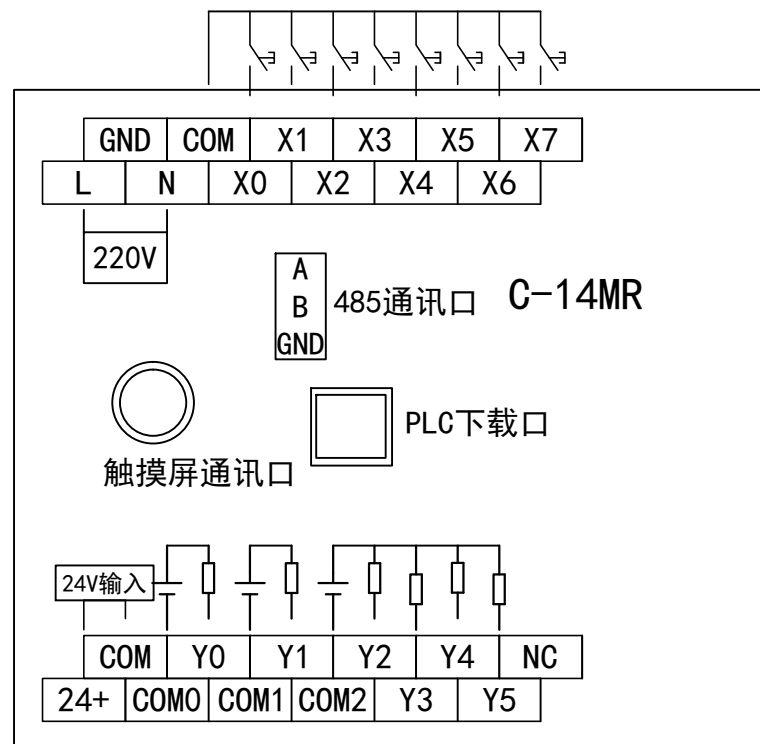 GND COM X1 X3 X5 X7
L N X0 X2 X4 X6
220V
A
B
GND
485通讯口
C-14MR
PLC下载口
触摸屏通讯口
24V输入
COM Y0 Y1 Y2 Y4 NC
24+ COM0 COM1 COM2 Y3 Y5